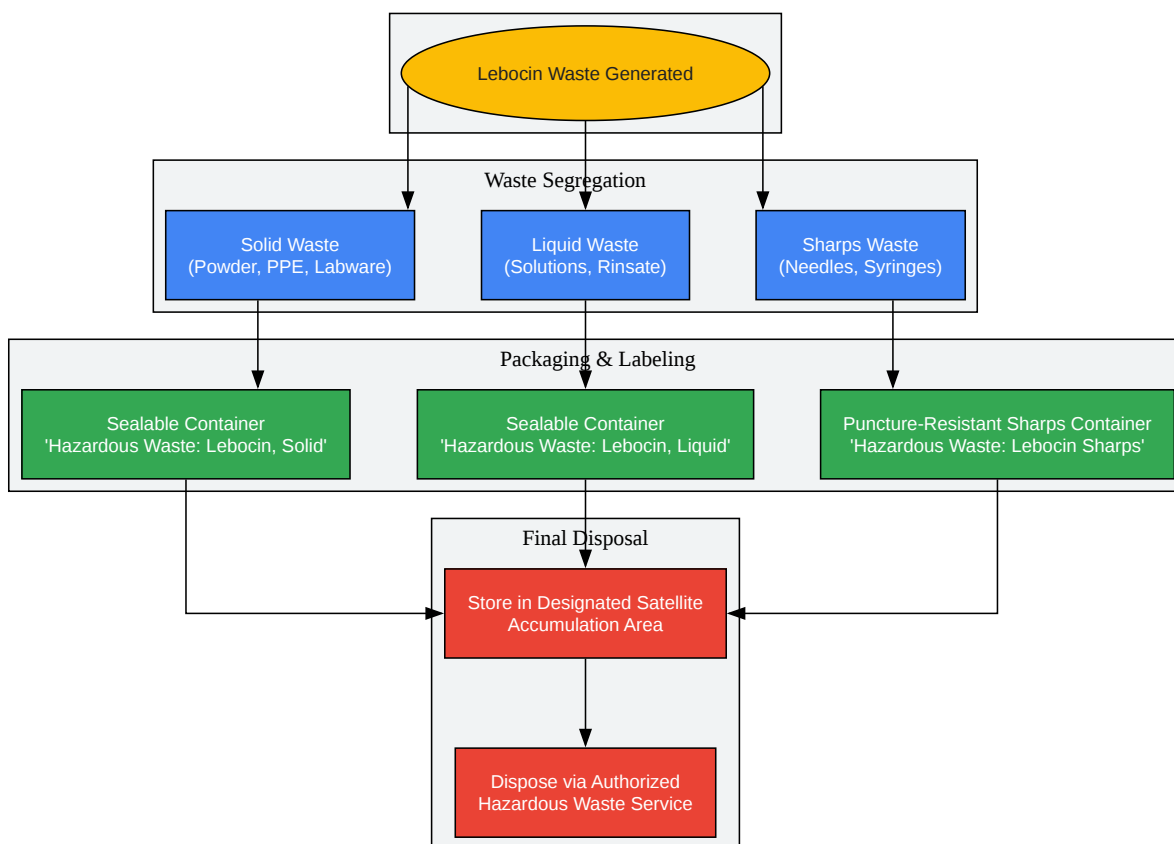 Lebocin Waste Generated
Waste Segregation
Solid Waste
(Powder, PPE, Labware)
Liquid Waste
(Solutions, Rinsate)
Sharps Waste
(Needles, Syringes)
Packaging & Labeling
Sealable Container
'Hazardous Waste: Lebocin, Solid'
Sealable Container
'Hazardous Waste: Lebocin, Liquid'
Puncture-Resistant Sharps Container
'Hazardous Waste: Lebocin Sharps'
Final Disposal
Store in Designated Satellite
Accumulation Area
Dispose via Authorized
Hazardous Waste Service